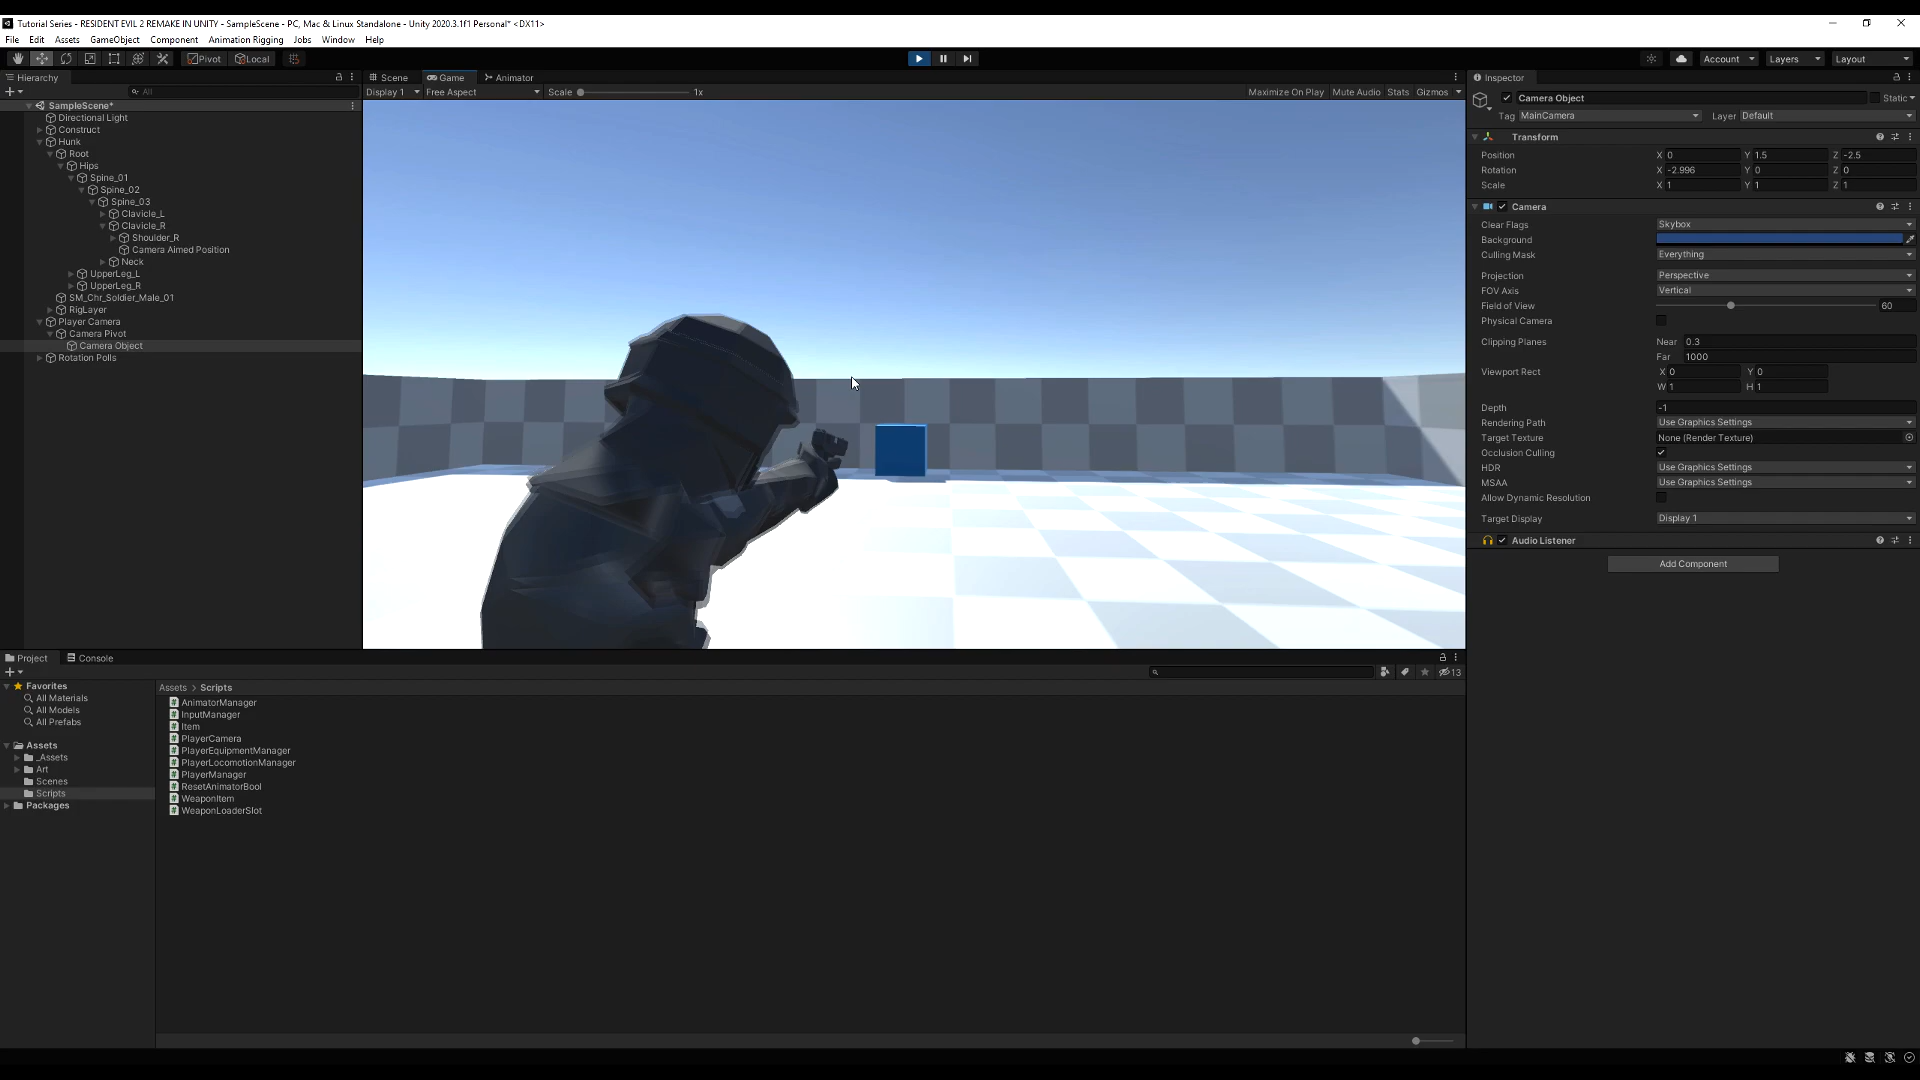 Tutorial Series - RESIDENT EVIL 2 REMAKE IN UNITY - SampleScene - PC, Mac & Linux Standalone - Unity 2020.3.1f1 Personal* <DX11>
File Edit Assets GameObject Component Animation Rigging Jobs Window Help
Pivot Local Account Layers Layout
Hierarchy Scene Game Animator Inspector
All Display 1 Free Aspect Scale 1x Maximize On Play Mute Audio Stats Gizmos
SampleScene*
Directional Light
Construct
Hunk
Root
Hips
Spine_01
Spine_02
Spine_03
Clavicle_L
Clavicle_R
Shoulder_R
Camera Aimed Position
Neck
UpperLeg_L
UpperLeg_R
SM_Chr_Soldier_Male_01
RigLayer
Player Camera
Camera Pivot
Camera Object
Rotation Polls
Camera Object Static
Tag MainCamera Layer Default
Transform
Position X 0 Y 1.5 Z -2.5
Rotation X -2.996 Y 0 Z 0
Scale X 1 Y 1 Z 1
Camera
Clear Flags Skybox
Background
Culling Mask Everything
Projection Perspective
FOV Axis Vertical
Field of View 60
Physical Camera
Clipping Planes Near 0.3
Far 1000
Viewport Rect X 0 Y 0
W 1 H 1
Depth -1
Rendering Path Use Graphics Settings
Target Texture None (Render Texture)
Occlusion Culling
HDR Use Graphics Settings
MSAA Use Graphics Settings
Allow Dynamic Resolution
Target Display Display 1
Audio Listener
Add Component
Project Console
13
Favorites
All Materials
All Models
All Prefabs
Assets
_Assets
Art
Scenes
Scripts
Packages
Assets > Scripts
AnimatorManager
InputManager
Item
PlayerCamera
PlayerEquipmentManager
PlayerLocomotionManager
PlayerManager
ResetAnimatorBool
WeaponItem
WeaponLoaderSlot